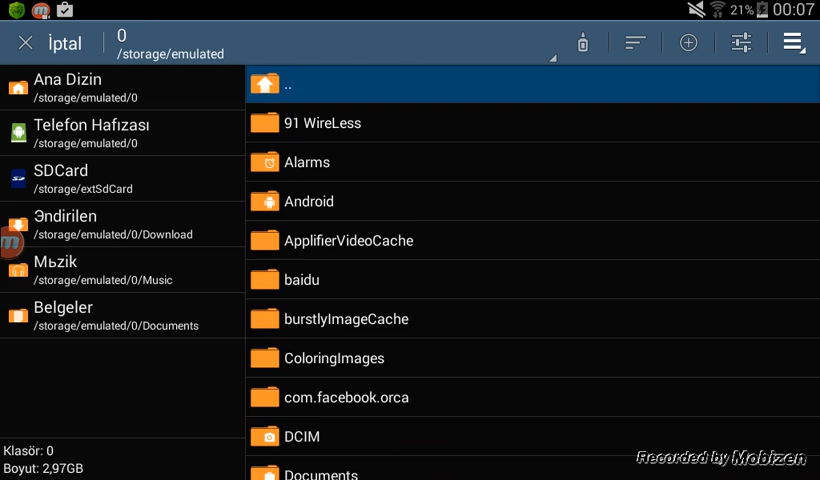 21% 00:07
İptal
0
/storage/emulated
Ana Dizin
/storage/emulated/0
Telefon Hafızası
/storage/emulated/0
SDCard
/storage/extSdCard
Əndirilen
/storage/emulated/0/Download
Mьzik
/storage/emulated/0/Music
Belgeler
/storage/emulated/0/Documents
Klasör: 0
Boyut: 2,97GB
..
91 WireLess
Alarms
Android
ApplifierVideoCache
baidu
burstlyImageCache
ColoringImages
com.facebook.orca
DCIM
Documents
Recorded by Mobizen